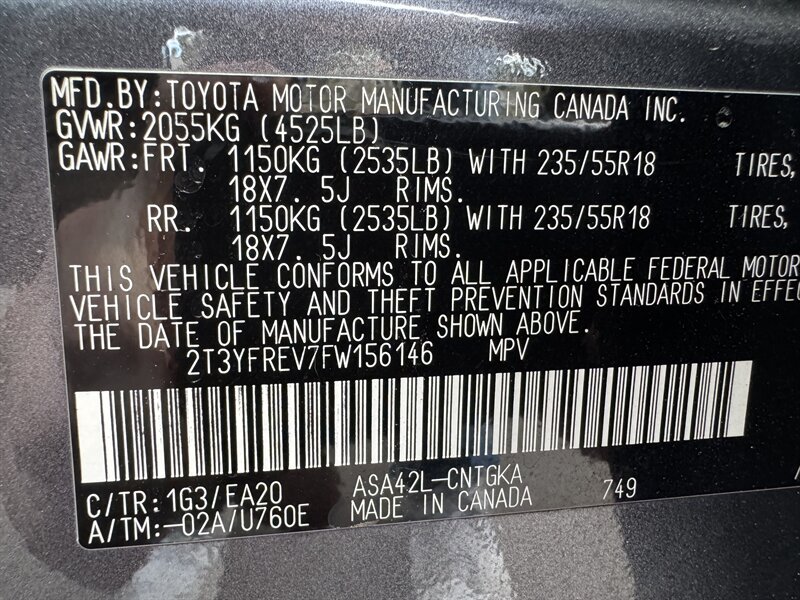 MFD.BY:TOYOTA MOTOR MANUFACTURING CANADA INC.
GVWR:2055KG (4525LB)
GAWR:FRT. 1150KG (2535LB) WITH 235/55R18 TIRES,
18X7. 5J RIMS.
RR. 1150KG (2535LB) WITH 235/55R18 TIRES,
18X7. 5J RIMS.
THIS VEHICLE CONFORMS TO ALL APPLICABLE FEDERAL MOTOR
VEHICLE SAFETY AND THEFT PREVENTION STANDARDS IN EFFE
THE DATE OF MANUFACTURE SHOWN ABOVE.
2T3YFREV7FW156146 MPV
C/TR:1G3/EA20 ASA42L-CNTGKA 749
A/TM:-02A/U760E MADE IN CANADA